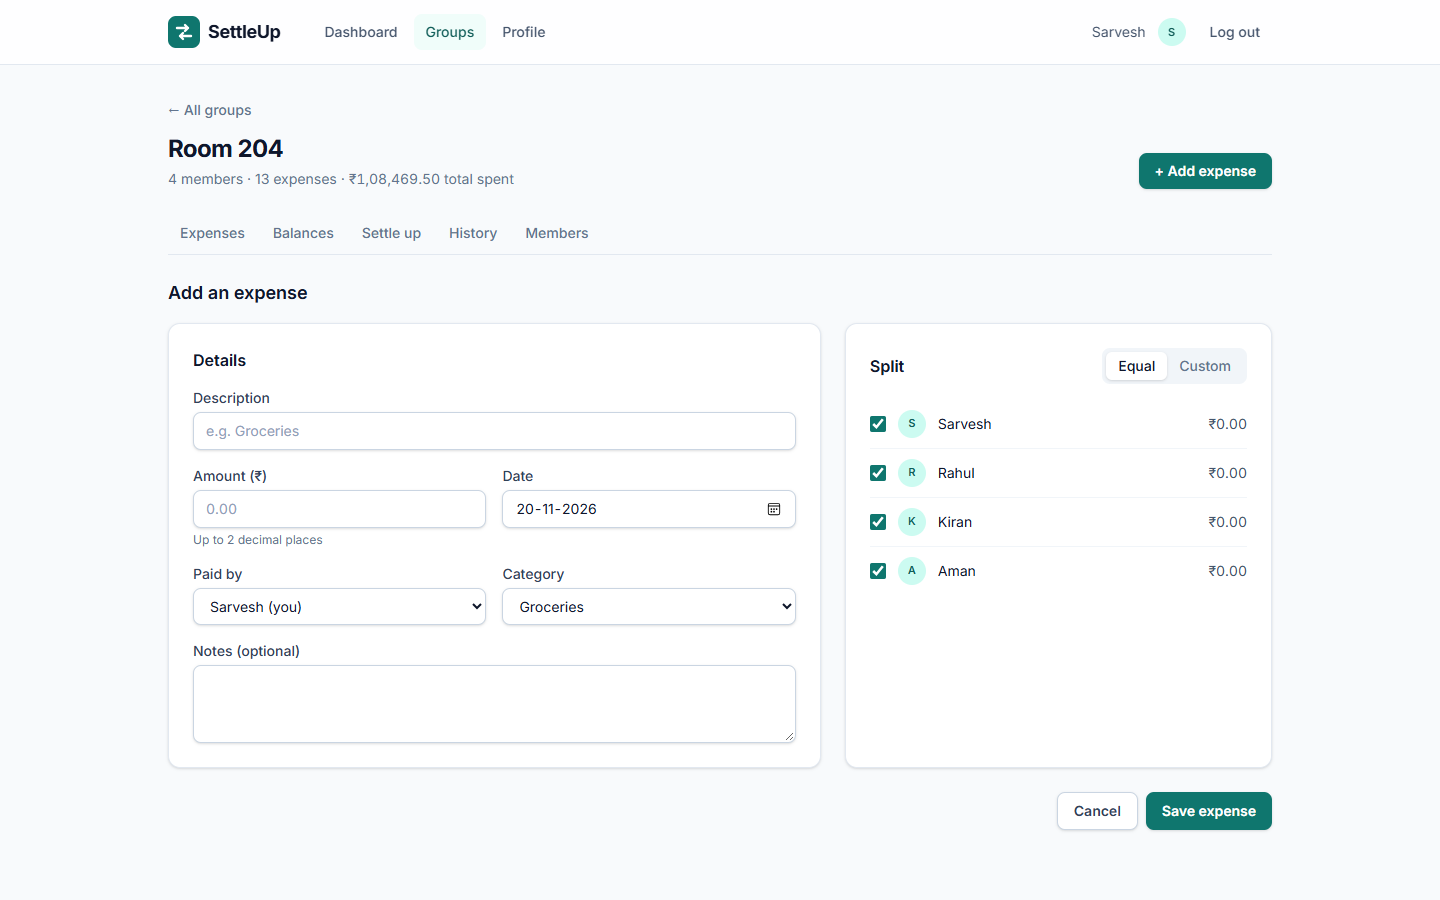 SettleUp Dashboard Groups Profile Sarvesh S Log out
← All groups
Room 204
4 members · 13 expenses · ₹1,08,469.50 total spent
+ Add expense
Expenses Balances Settle up History Members
Add an expense
Details
Description
e.g. Groceries
Amount (₹) Date
0.00 20-11-2026
Up to 2 decimal places
Paid by Category
Sarvesh (you) Groceries
Notes (optional)
Split Equal Custom
S Sarvesh ₹0.00
R Rahul ₹0.00
K Kiran ₹0.00
A Aman ₹0.00
Cancel Save expense